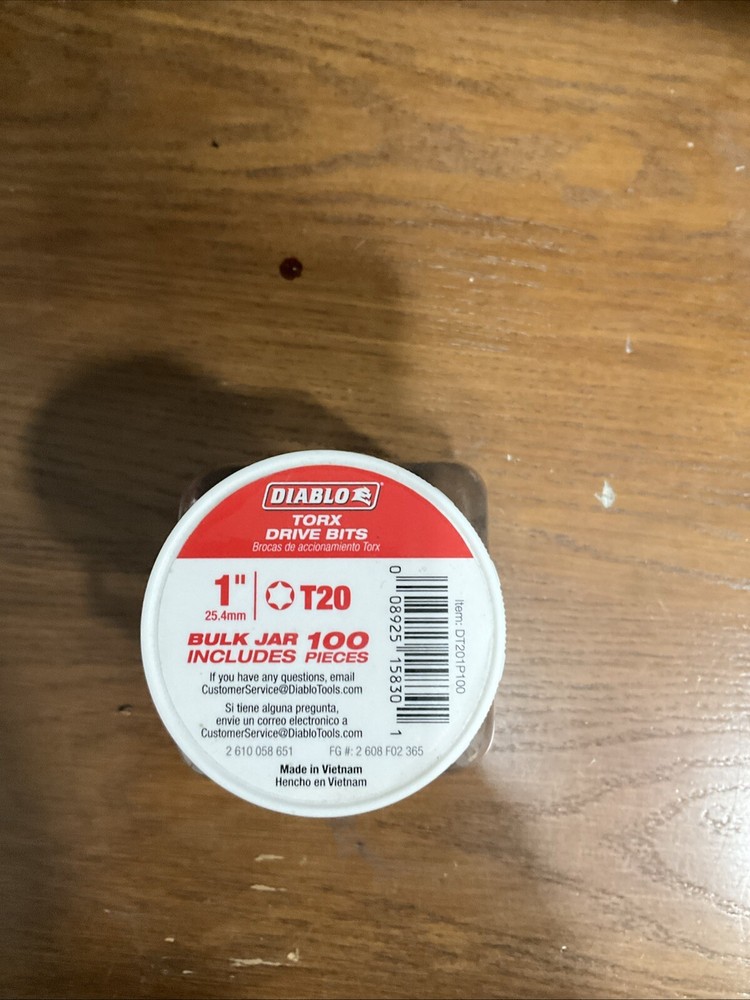 DIABLO
TORX
DRIVE BITS
Brocas de accionamiento Torx
1"
25.4mm
T20
BULK JAR 100
INCLUDES PIECES
If you have any questions, email
CustomerService@DiabloTools.com
Si tiene alguna pregunta,
envie un correo electronico a
CustomerService@DiabloTools.com
2 610 058 651 FG #: 2 608 F02 365
Made in Vietnam
Hencho en Vietnam
0 08925 15830 1
Item: DT201P100